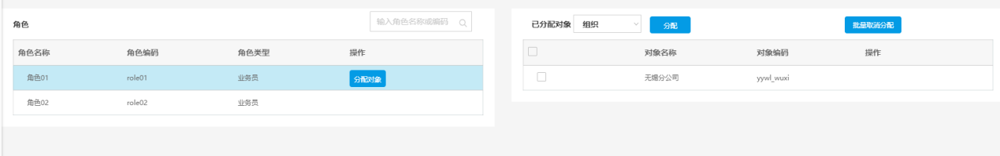 角色
输入角色名称或编码
角色名称 角色编码 角色类型 操作
角色01 role01 业务员 分配对象
角色02 role02 业务员
已分配对象 组织 分配 批量取消分配
对象名称 对象编码 操作
无锡分公司 yywl_wuxi